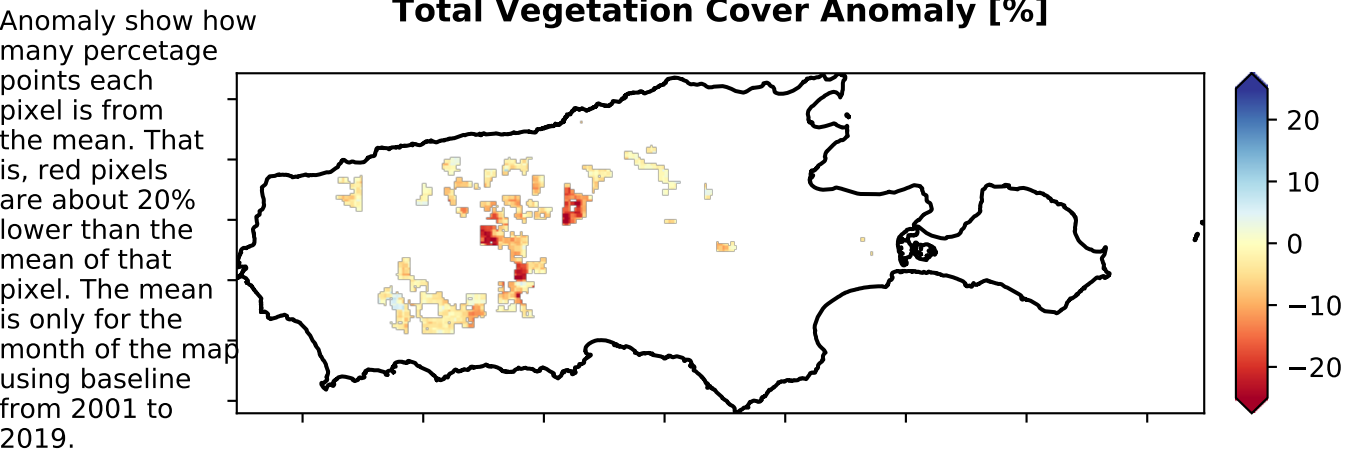 Total Vegetation Cover Anomaly [%]
Anomaly show how
many percetage
points each
pixel is from
the mean. That
is, red pixels
are about 20%
lower than the
mean of that
pixel. The mean
is only for the
month of the map
using baseline
from 2001 to
2019.
20
10
0
−10
−20